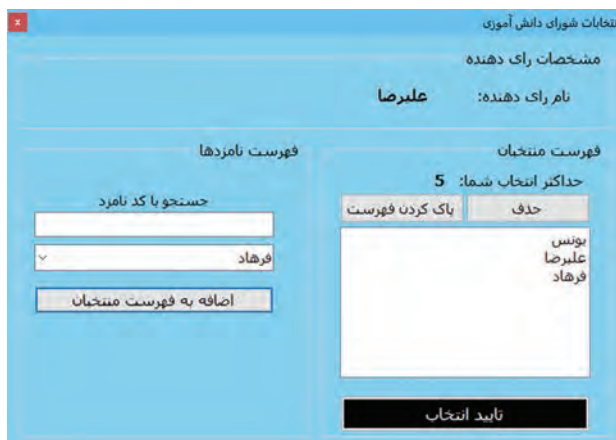 نتخابات شورای دانش آموزی
x
مشخصات رای دهنده
نام رای دهنده: علیرضا
فهرست منتخبان
حداکثر انتخاب شما: 5
حذف پاک کردن فهرست
یونس
علیرضا
فرهاد
تایید انتخاب
فهرست نامزدها
جستجو با کد نامزد
فرهاد
اضافه به فهرست منتخبان